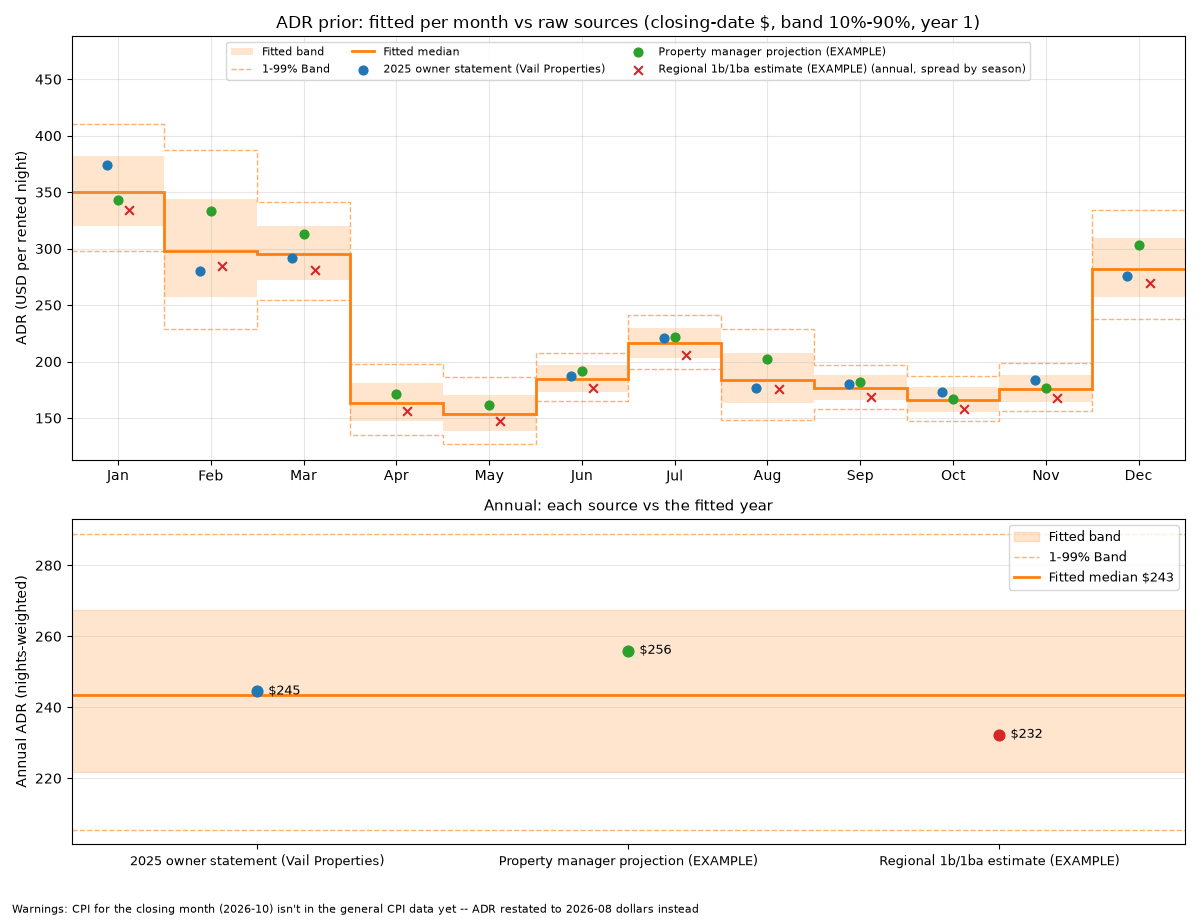 ADR prior: fitted per month vs raw sources (closing-date $, band 10%-90%, year 1)
Fitted band
1-99% Band
Fitted median
2025 owner statement (Vail Properties)
Property manager projection (EXAMPLE)
Regional 1b/1ba estimate (EXAMPLE) (annual, spread by season)
ADR (USD per rented night)
450
400
350
300
250
200
150
Jan Feb Mar Apr May Jun Jul Aug Sep Oct Nov Dec
Annual: each source vs the fitted year
Fitted band
1-99% Band
Fitted median $243
Annual ADR (nights-weighted)
280
260
240
220
$245
$256
$232
2025 owner statement (Vail Properties) Property manager projection (EXAMPLE) Regional 1b/1ba estimate (EXAMPLE)
Warnings: CPI for the closing month (2026-10) isn't in the general CPI data yet -- ADR restated to 2026-08 dollars instead